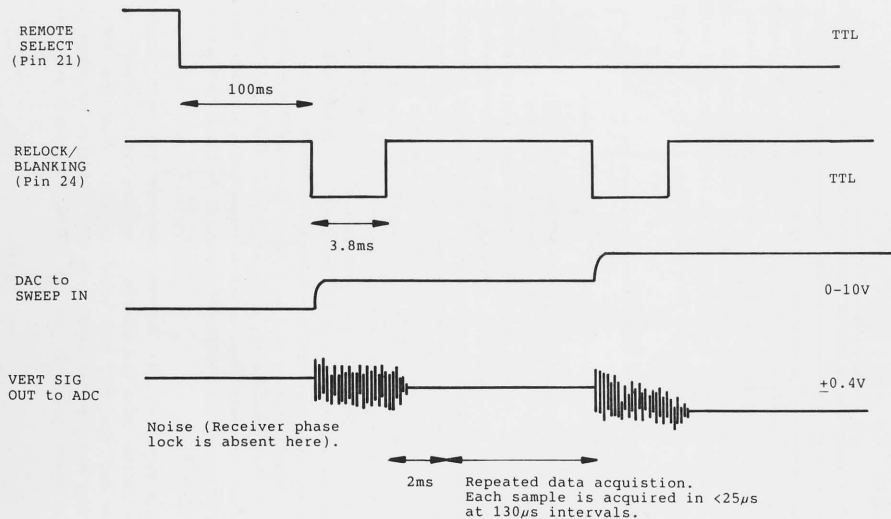 REMOTE
SELECT
(Pin 21)
TTL
100ms
RELOCK/
BLANKING
(Pin 24)
TTL
3.8ms
DAC to
SWEEP IN
0-10V
VERT SIG
OUT to ADC
±0.4V
Noise (Receiver phase
lock is absent here).
2ms
Repeated data acquistion.
Each sample is acquired in <25µs
at 130µs intervals.